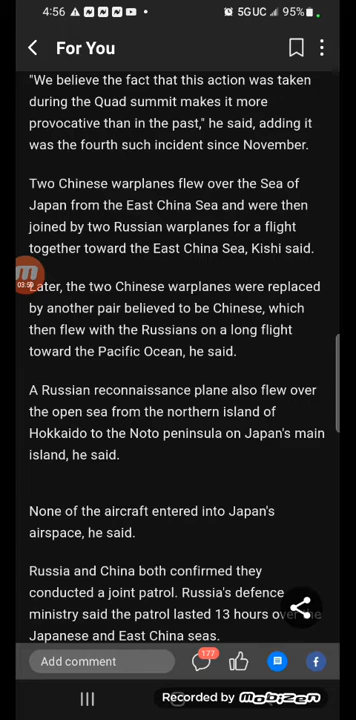 4:56
5GUC 95%
For You
"We believe the fact that this action was taken
during the Quad summit makes it more
provocative than in the past," he said, adding it
was the fourth such incident since November.
Two Chinese warplanes flew over the Sea of
Japan from the East China Sea and were then
joined by two Russian warplanes for a flight
together toward the East China Sea, Kishi said.
03:59
Later, the two Chinese warplanes were replaced
by another pair believed to be Chinese, which
then flew with the Russians on a long flight
toward the Pacific Ocean, he said.
A Russian reconnaissance plane also flew over
the open sea from the northern island of
Hokkaido to the Noto peninsula on Japan's main
island, he said.
None of the aircraft entered into Japan's
airspace, he said.
Russia and China both confirmed they
conducted a joint patrol. Russia's defence
ministry said the patrol lasted 13 hours over the
Japanese and East China seas.
Add comment
177
Recorded by mobizen